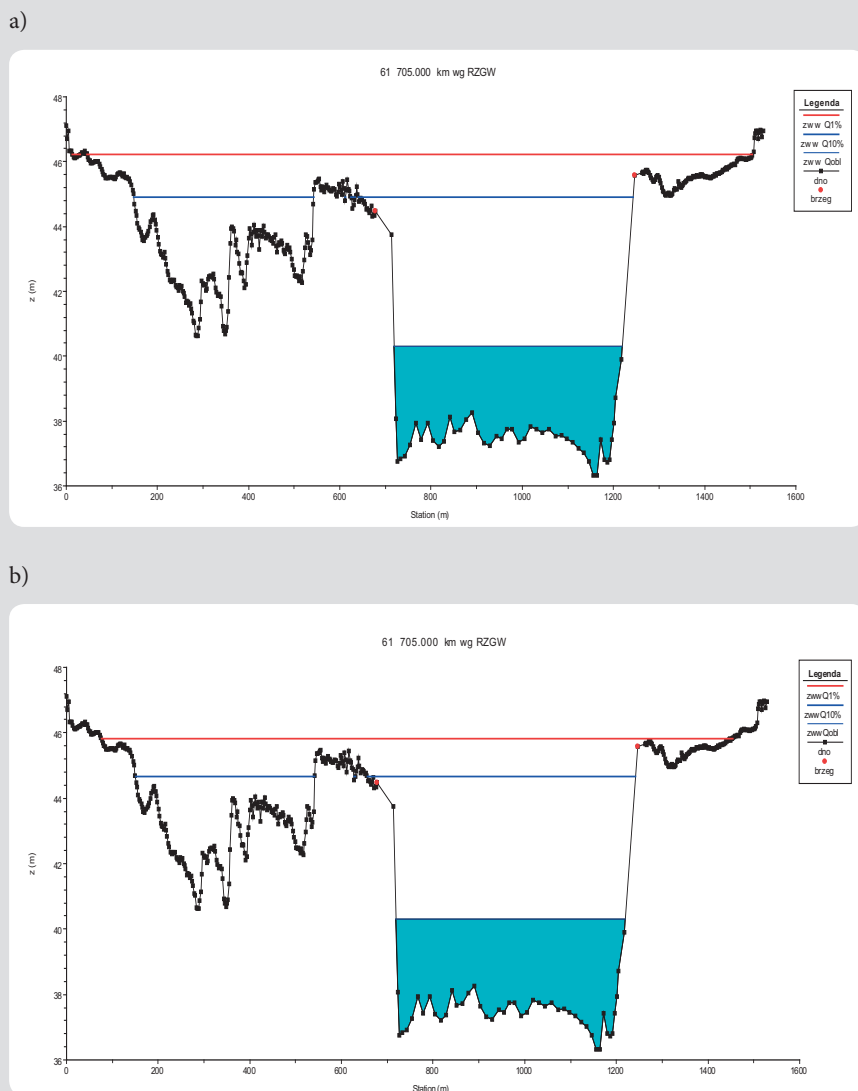 a)
61 705.000 km wg RZGW
48
46
44
42
40
38
36
z (m)
0 200 400 600 800 1000 1200 1400 1600
Station (m)
Legenda
zww Q1%
zww Q10%
zww Qobl
dno
brzeg
b)
61 705.000 km wg RZGW
48
46
44
42
40
38
36
z (m)
0 200 400 600 800 1000 1200 1400 1600
Station (m)
Legenda
zwwQ1%
zwwQ10%
zwwQobl
dno
brzeg